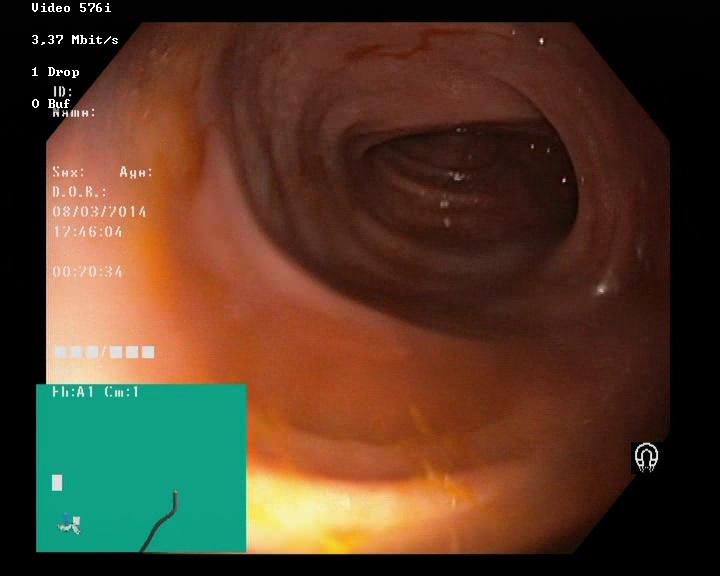 Video 576i
3,37 Mbit/s
1 Drop
ID:
0 Buf
Name:
Sex: Age:
D.O.R.:
08/03/2014
17:46:04
00:20:34
Ph:A1 Cm:1